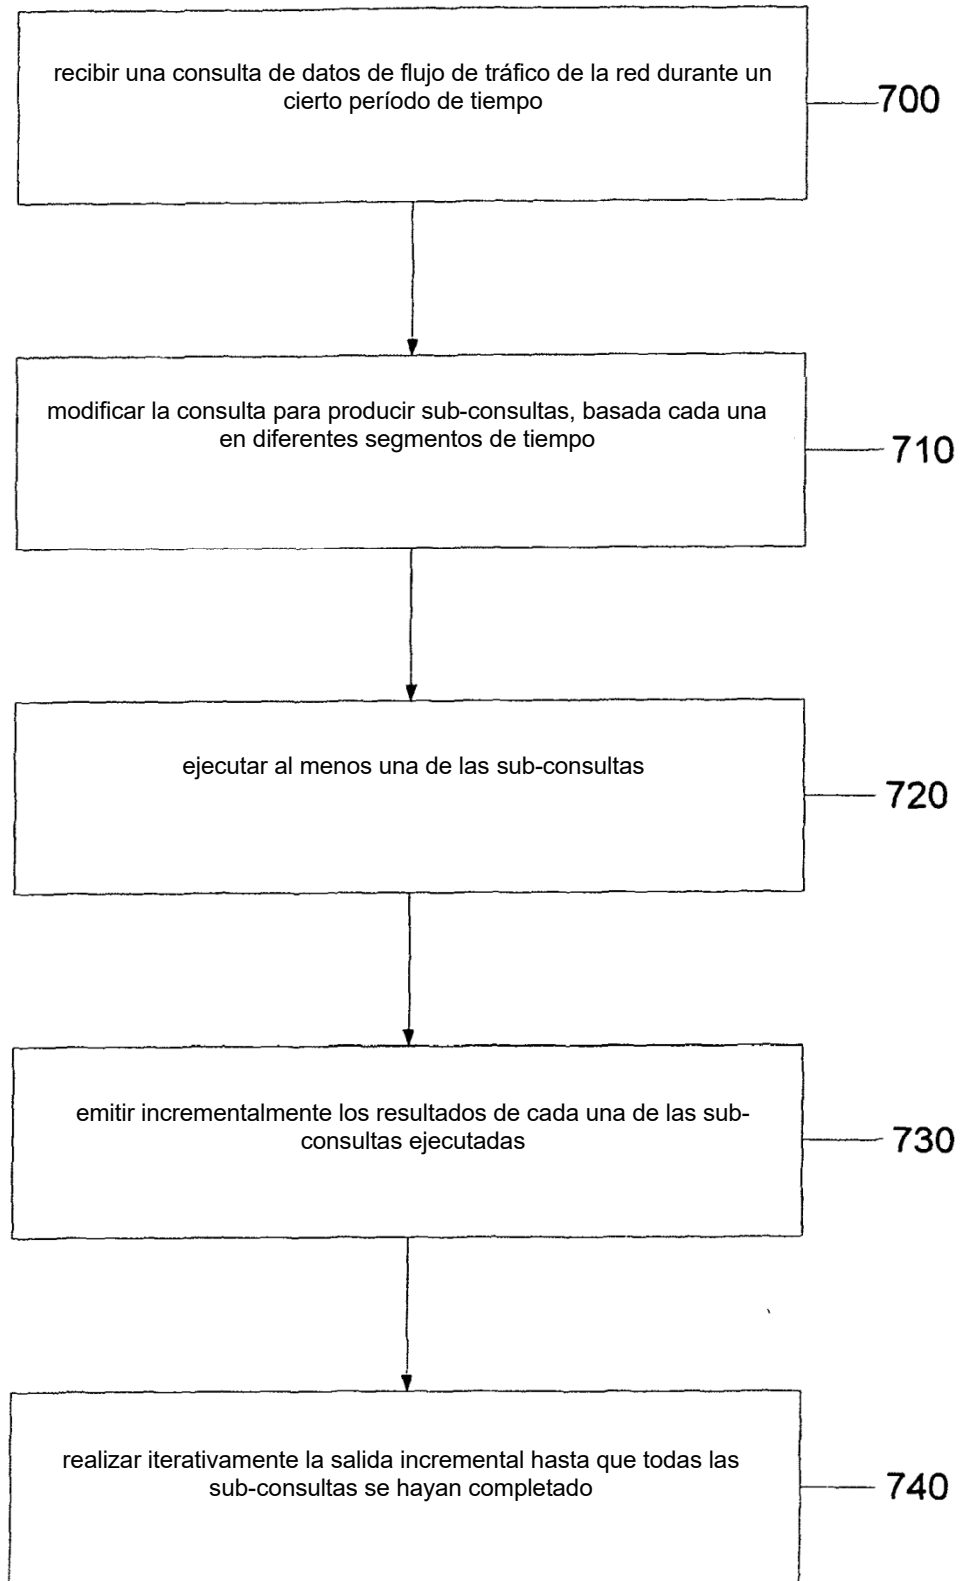 recibir una consulta de datos de flujo de tráfico de la red durante un
cierto período de tiempo
700
modificar la consulta para producir sub-consultas, basada cada una
en diferentes segmentos de tiempo
710
ejecutar al menos una de las sub-consultas
720
emitir incrementalmente los resultados de cada una de las sub-
consultas ejecutadas
730
realizar iterativamente la salida incremental hasta que todas las
sub-consultas se hayan completado
740